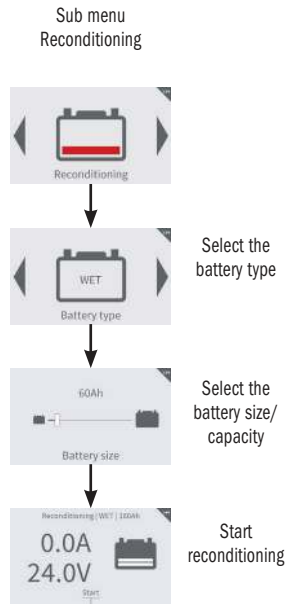 Sub menu
Reconditioning
Reconditioning
WET
Battery type
Select the
battery type
60Ah
Battery size
Select the
battery size/
capacity
Reconditioning | WET | 160Ah
0.0A
24.0V
Start
Start
reconditioning